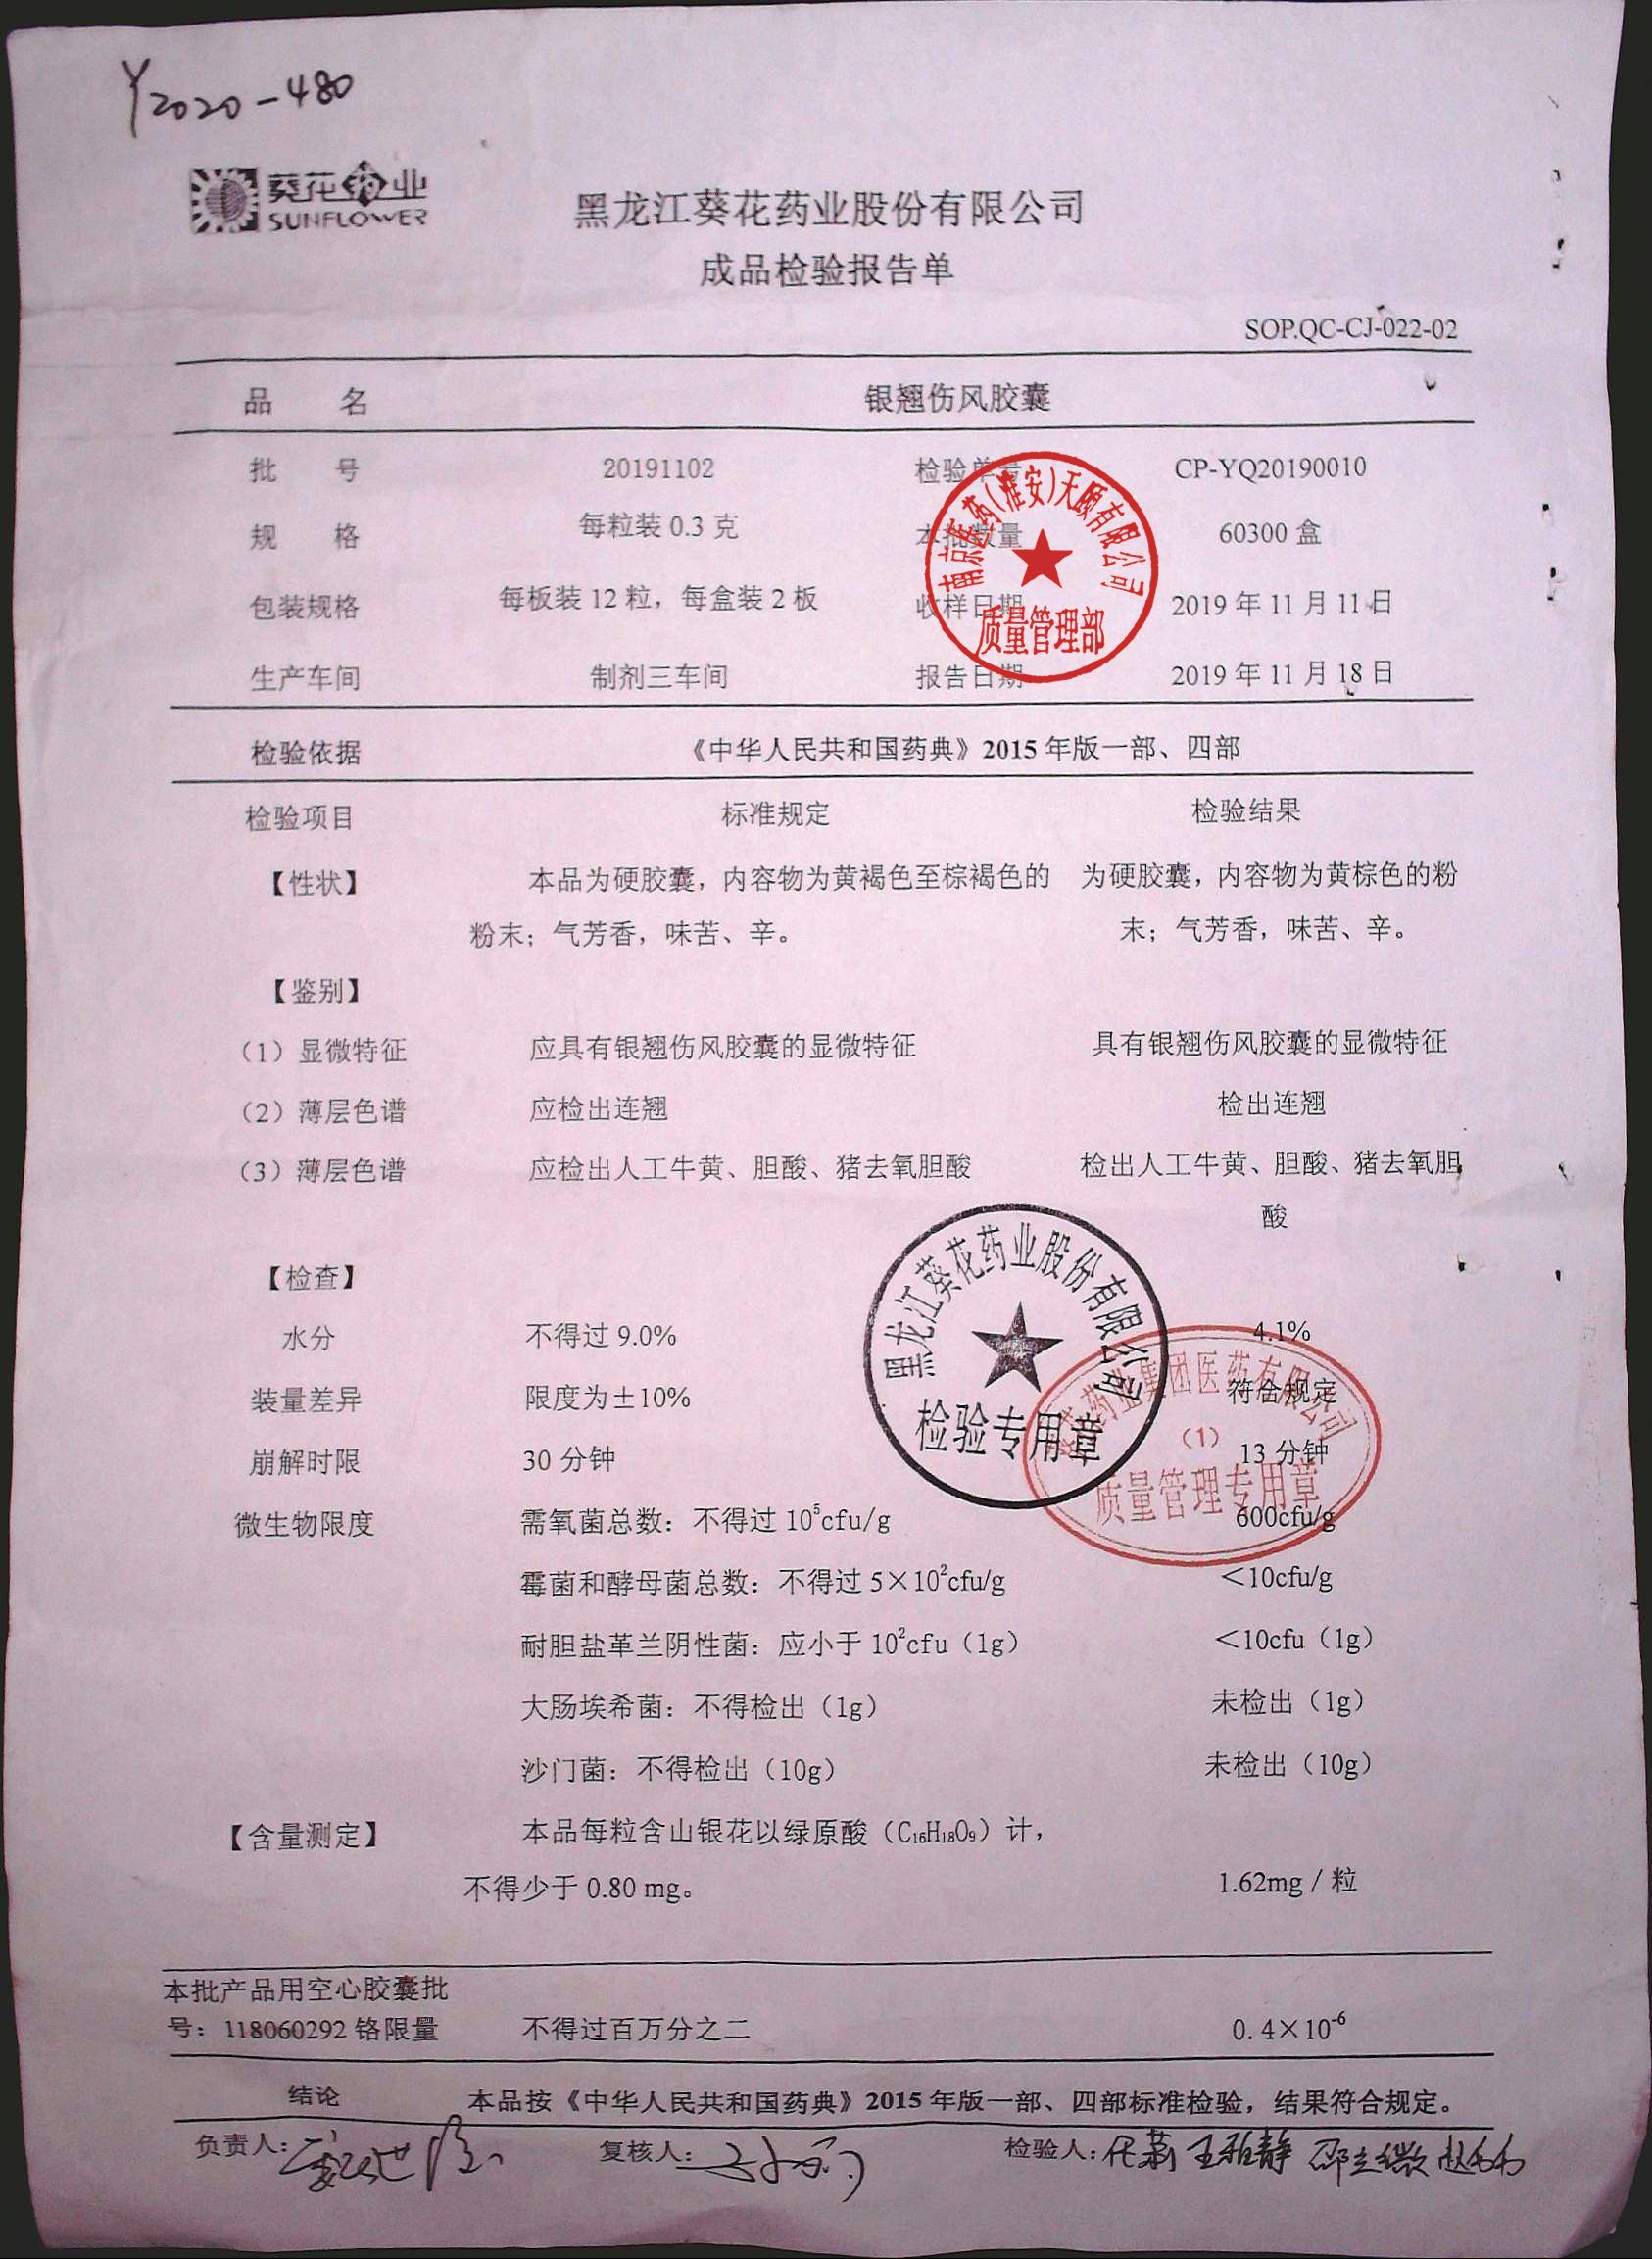 Y2020-480
葵花药业
SUNFLOWER
黑龙江葵花药业股份有限公司
成品检验报告单
SOP.QC-CJ-022-02
品 名 银翘伤风胶囊
批 号 20191102 检验单号 CP-YQ20190010
规 格 每粒装 0.3 克 本批数量 60300 盒
包装规格 每板装 12 粒，每盒装 2 板 收样日期 2019 年 11 月 11 日
生产车间 制剂三车间 报告日期 2019 年 11 月 18 日
南京医药(淮安)天颐有限公司
质量管理部
检验依据 《中华人民共和国药典》2015 年版一部、四部
检验项目 标准规定 检验结果
【性状】 本品为硬胶囊，内容物为黄褐色至棕褐色的 为硬胶囊，内容物为黄棕色的粉
粉末；气芳香，味苦、辛。 末；气芳香，味苦、辛。
【鉴别】
（1）显微特征 应具有银翘伤风胶囊的显微特征 具有银翘伤风胶囊的显微特征
（2）薄层色谱 应检出连翘 检出连翘
（3）薄层色谱 应检出人工牛黄、胆酸、猪去氧胆酸 检出人工牛黄、胆酸、猪去氧胆
酸
【检查】
水分 不得过 9.0% 4.1%
装量差异 限度为±10% 符合规定
崩解时限 30 分钟 13 分钟
微生物限度 需氧菌总数：不得过 10⁵cfu/g 600cfu/g
黑龙江葵花药业股份有限公司
检验专用章
集团医药有限公司
（1）
质量管理专用章
霉菌和酵母菌总数：不得过 5×10²cfu/g ＜10cfu/g
耐胆盐革兰阴性菌：应小于 10²cfu（1g） ＜10cfu（1g）
大肠埃希菌：不得检出（1g） 未检出（1g）
沙门菌：不得检出（10g） 未检出（10g）
【含量测定】 本品每粒含山银花以绿原酸（C₁₆H₁₈O₉）计，
不得少于 0.80 mg。 1.62mg / 粒
本批产品用空心胶囊批
号：118060292 铬限量 不得过百万分之二 0.4×10⁻⁶
结论 本品按《中华人民共和国药典》2015 年版一部、四部标准检验，结果符合规定。
负责人: 复核人: 检验人: 王雅静